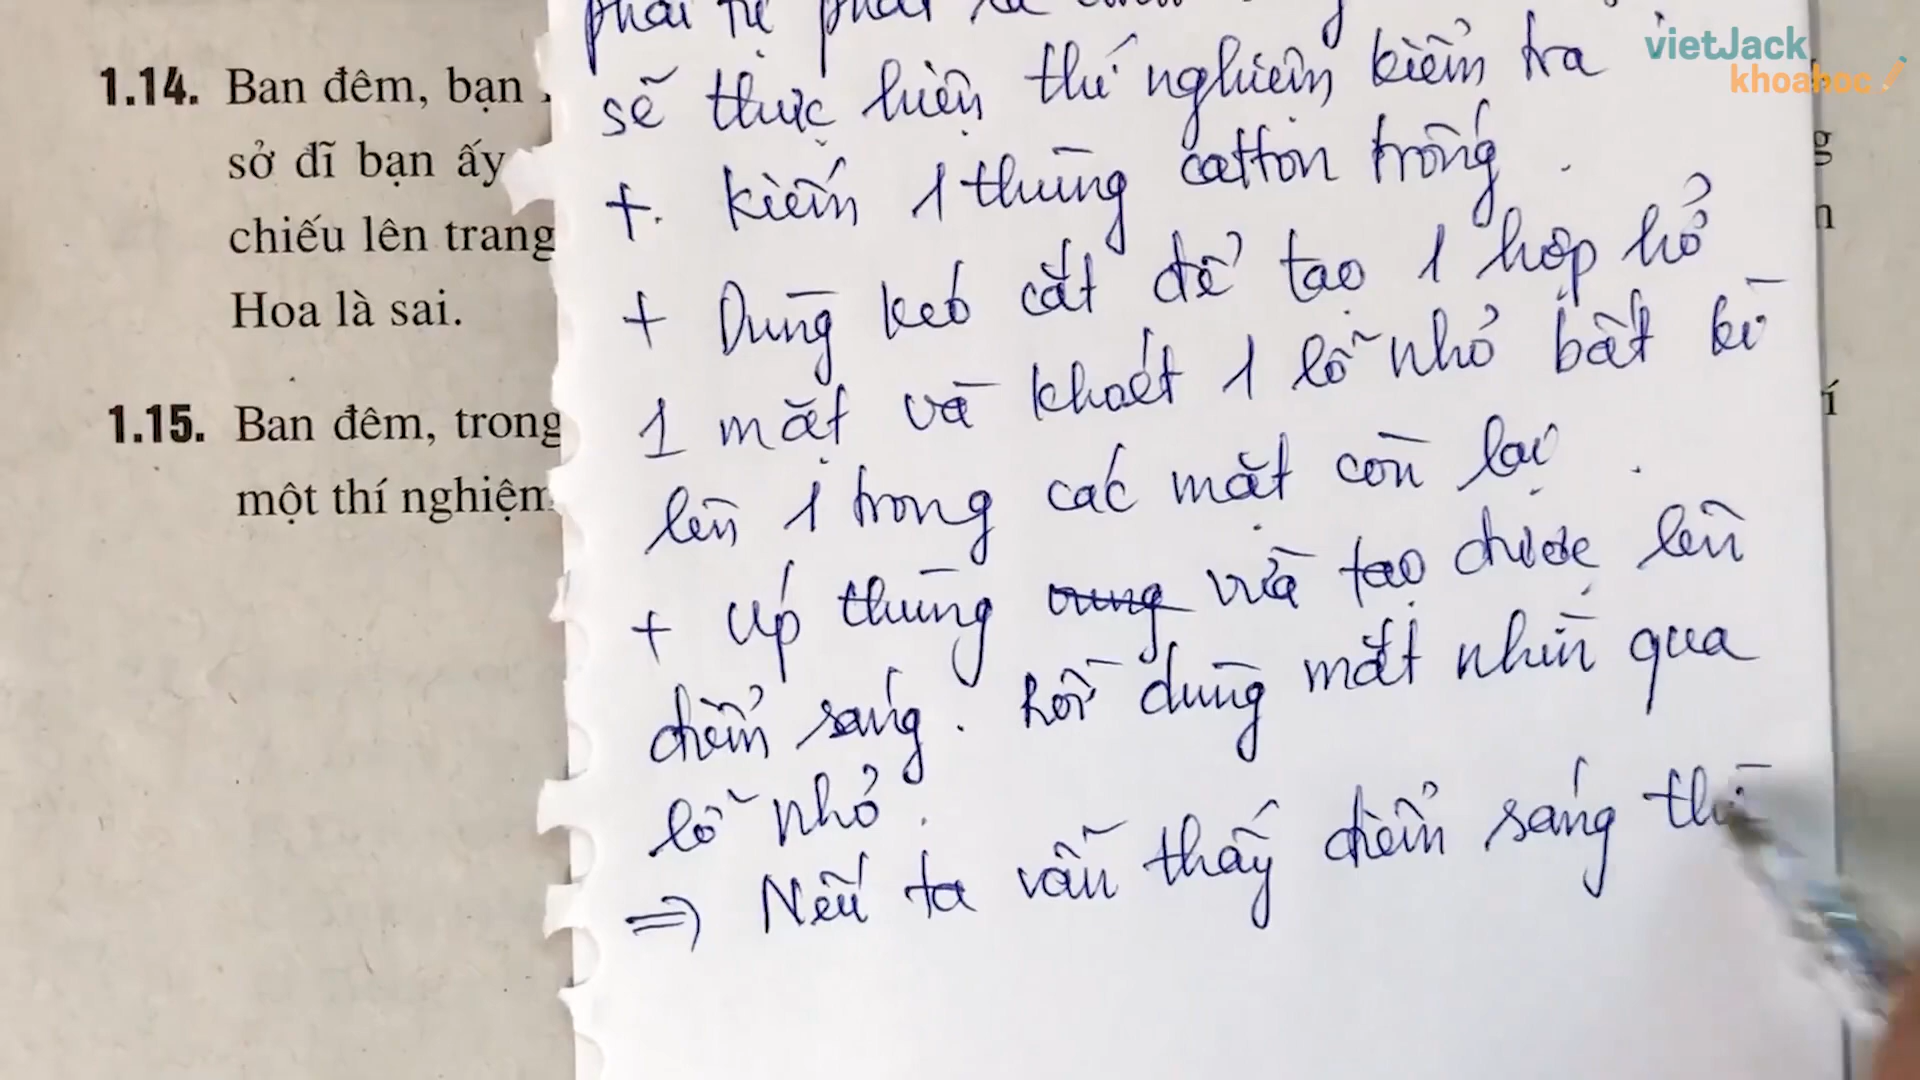 vietJack
khoahoc
1.14. Ban đêm, bạn
sở dĩ bạn ấy
chiếu lên trang
Hoa là sai.
1.15. Ban đêm, trong
một thí nghiệm
phải tự phát ra
sẽ thực hiện thí nghiệm kiểm tra
+. kiếm 1 thùng catton trống.
+ Dùng kéo cắt để tạo 1 hộp hở
1 mặt và khoét 1 lỗ nhỏ bất kì
lên 1 trong các mặt còn lại.
+ úp thùng vừa tạo được lên
điểm sáng. Rồi dùng mắt nhìn qua
lỗ nhỏ.
=> Nếu ta vẫn thấy điểm sáng thì